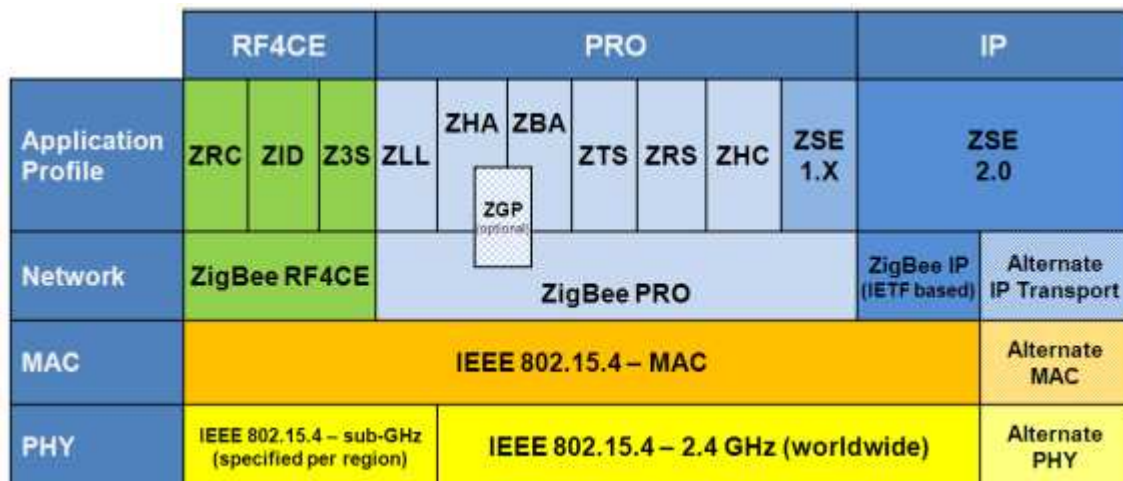 RF4CE PRO IP
Application Profile
ZRC ZID Z3S ZLL ZHA ZBA ZTS ZRS ZHC ZSE 1.X ZSE 2.0
ZGP
(optional)
Network ZigBee RF4CE ZigBee PRO ZigBee IP (IETF based) Alternate IP Transport
MAC IEEE 802.15.4 – MAC Alternate MAC
PHY IEEE 802.15.4 – sub-GHz (specified per region) IEEE 802.15.4 – 2.4 GHz (worldwide) Alternate PHY